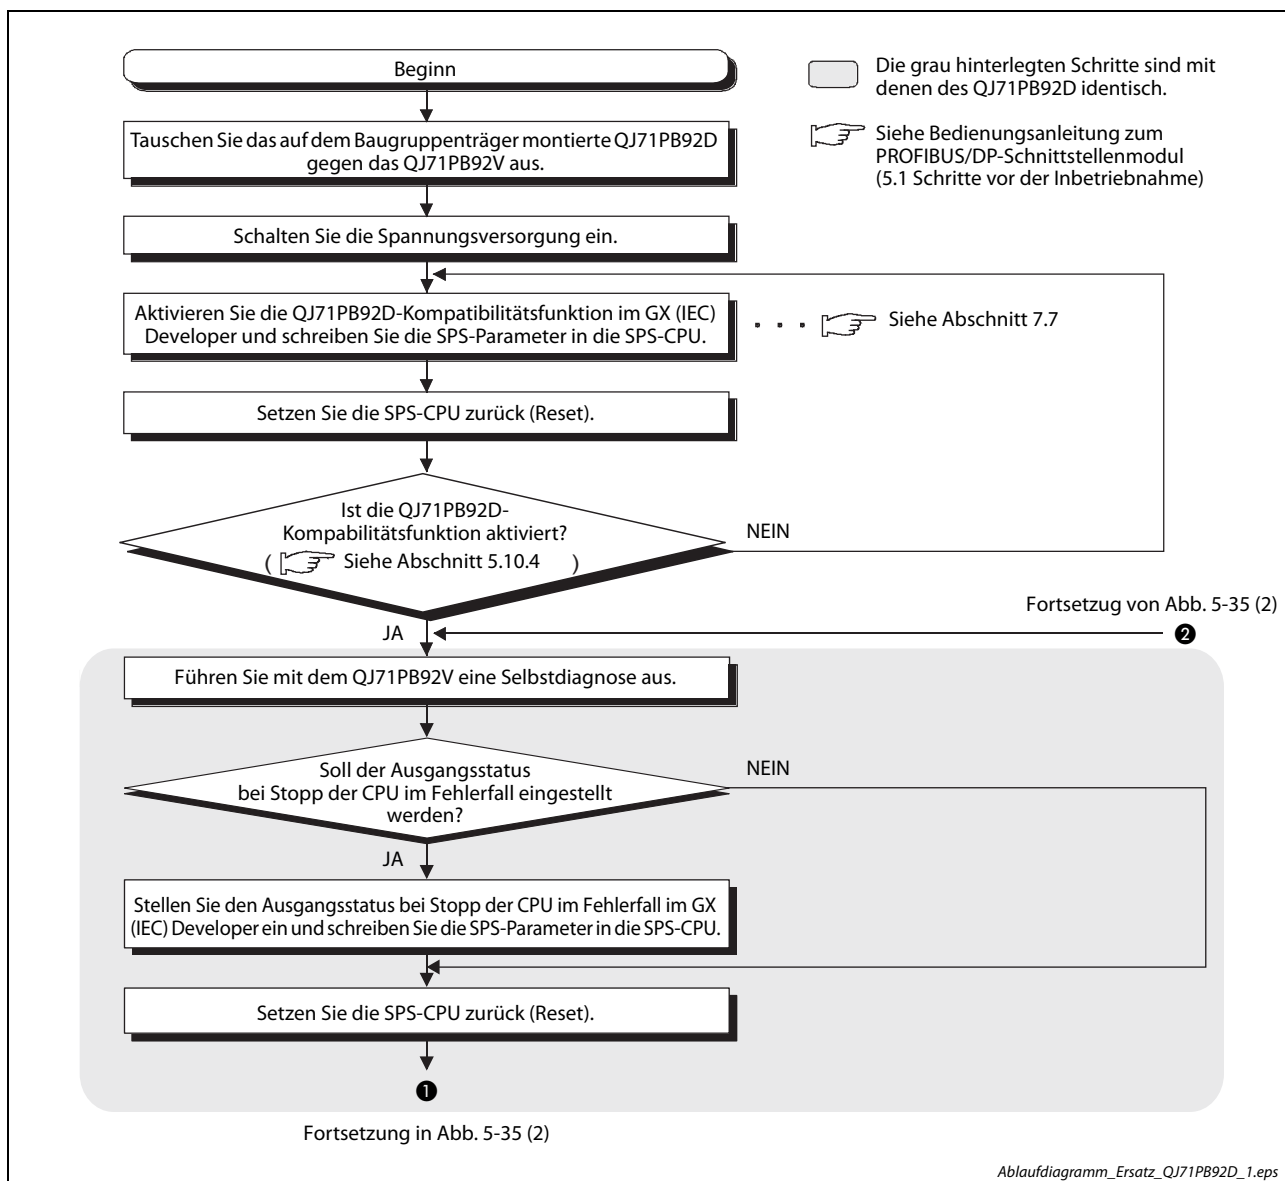 Beginn
Die grau hinterlegten Schritte sind mit
denen des QJ71PB92D identisch.
Tauschen Sie das auf dem Baugruppenträger montierte QJ71PB92D
gegen das QJ71PB92V aus.
Siehe Bedienungsanleitung zum
PROFIBUS/DP-Schnittstellenmodul
(5.1 Schritte vor der Inbetriebnahme)
Schalten Sie die Spannungsversorgung ein.
Aktivieren Sie die QJ71PB92D-Kompatibilitätsfunktion im GX (IEC)
Developer und schreiben Sie die SPS-Parameter in die SPS-CPU.
Siehe Abschnitt 7.7
Setzen Sie die SPS-CPU zurück (Reset).
Ist die QJ71PB92D-
Kompabilitätsfunktion aktiviert?
( Siehe Abschnitt 5.10.4 )
NEIN
Fortsetzug von Abb. 5-35 (2)
JA
❷
Führen Sie mit dem QJ71PB92V eine Selbstdiagnose aus.
Soll der Ausgangsstatus
bei Stopp der CPU im Fehlerfall eingestellt
werden?
NEIN
JA
Stellen Sie den Ausgangsstatus bei Stopp der CPU im Fehlerfall im GX
(IEC) Developer ein und schreiben Sie die SPS-Parameter in die SPS-CPU.
Setzen Sie die SPS-CPU zurück (Reset).
❶
Fortsetzung in Abb. 5-35 (2)
Ablaufdiagramm_Ersatz_QJ71PB92D_1.eps